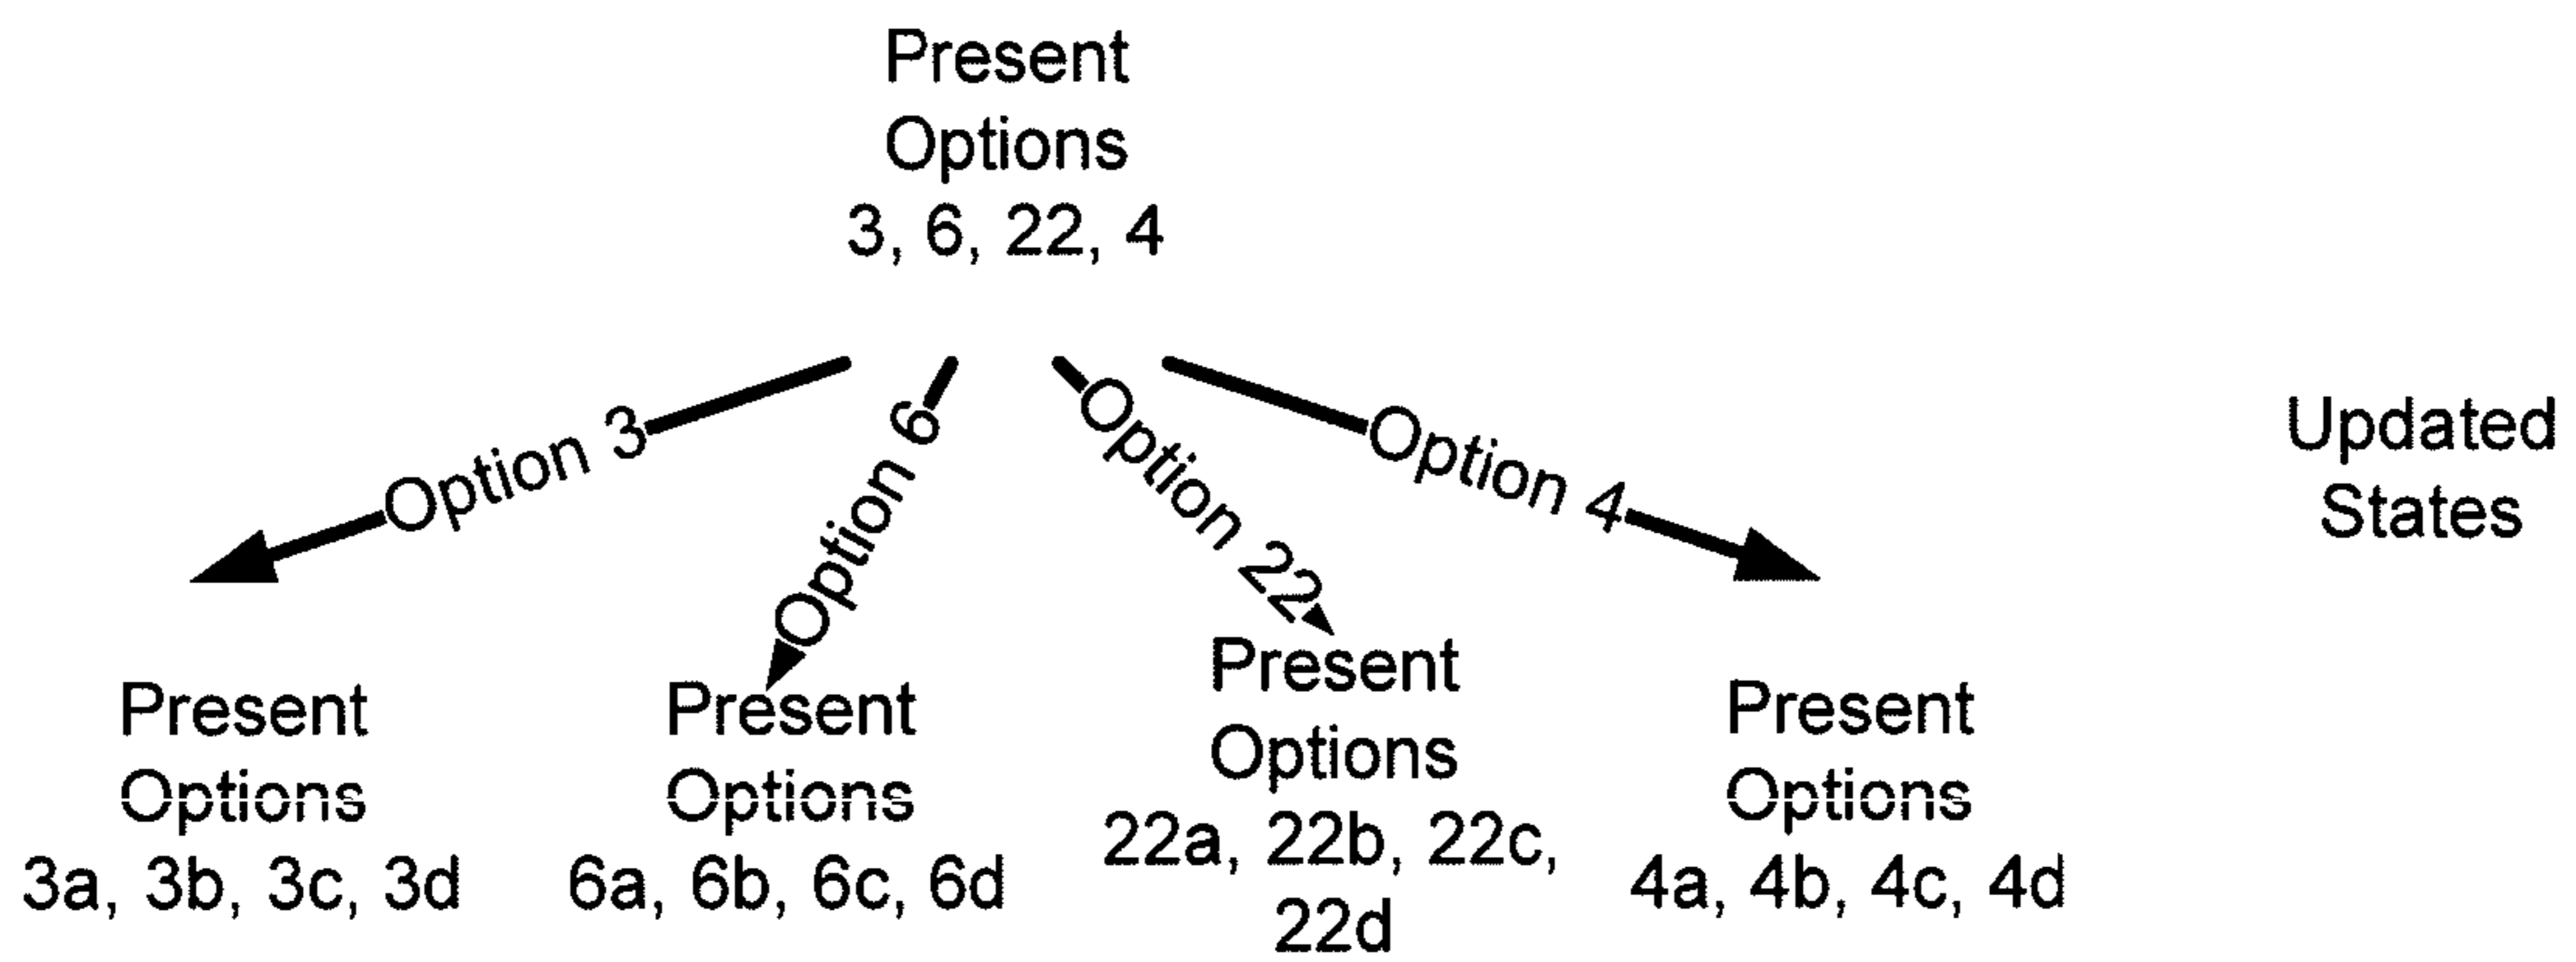 Present
Options
3, 6, 22, 4
Option 3
Option 6
Option 22
Option 4
Updated
States
Present
Options
3a, 3b, 3c, 3d
Present
Options
6a, 6b, 6c, 6d
Present
Options
22a, 22b, 22c,
22d
Present
Options
4a, 4b, 4c, 4d